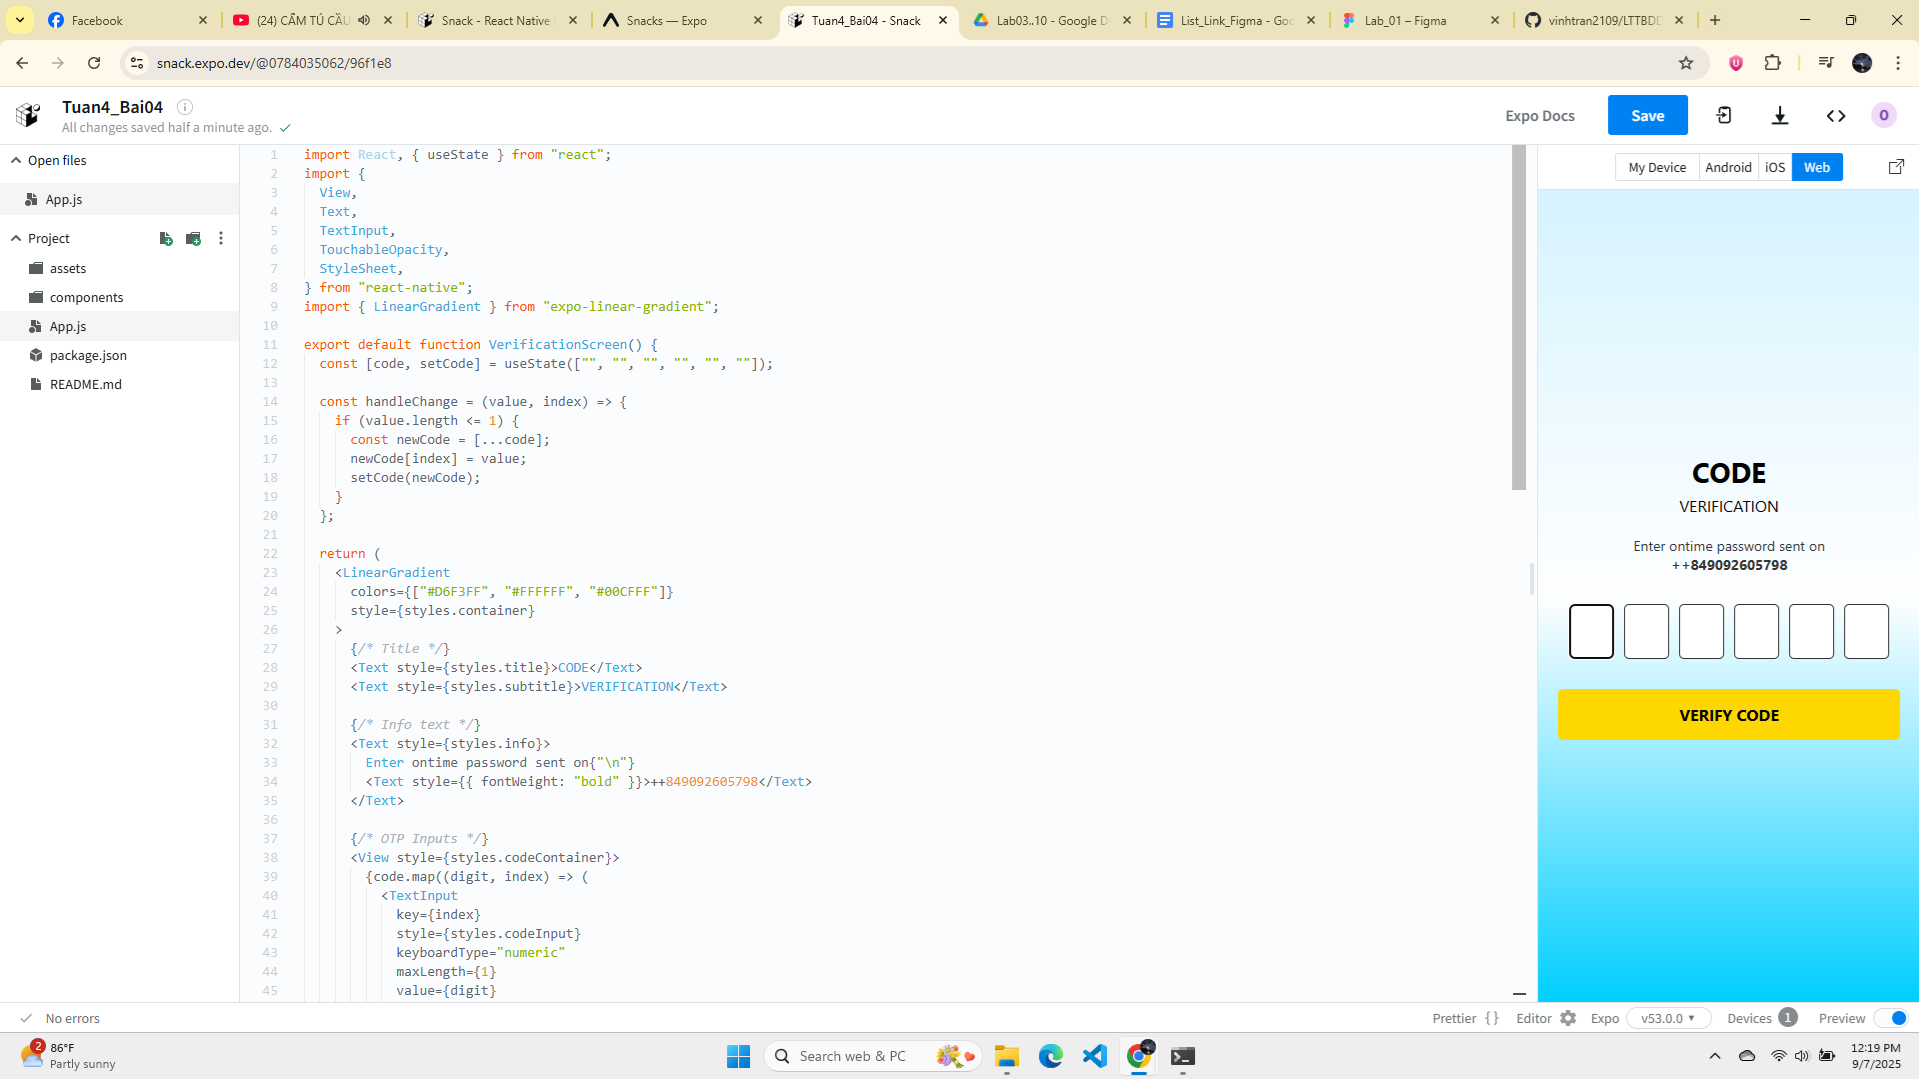 Facebook
(24) CẨM TÚ CẦU
Snack - React Native
Snacks — Expo
Tuan4_Bai04 - Snack
Lab03..10 - Google D
List_Link_Figma - Goo
Lab_01 – Figma
vinhtran2109/LTTBDD
snack.expo.dev/@0784035062/96f1e8
Tuan4_Bai04
All changes saved half a minute ago.
Expo Docs
Save
O
Open files
App.js
Project
assets
components
App.js
package.json
README.md
1 import React, { useState } from "react";
2 import {
3 View,
4 Text,
5 TextInput,
6 TouchableOpacity,
7 StyleSheet,
8 } from "react-native";
9 import { LinearGradient } from "expo-linear-gradient";
10
11 export default function VerificationScreen() {
12 const [code, setCode] = useState(["", "", "", "", "", ""]);
13
14 const handleChange = (value, index) => {
15 if (value.length <= 1) {
16 const newCode = [...code];
17 newCode[index] = value;
18 setCode(newCode);
19 }
20 };
21
22 return (
23 <LinearGradient
24 colors={["#D6F3FF", "#FFFFFF", "#00CFFF"]}
25 style={styles.container}
26 >
27 {/* Title */}
28 <Text style={styles.title}>CODE</Text>
29 <Text style={styles.subtitle}>VERIFICATION</Text>
30
31 {/* Info text */}
32 <Text style={styles.info}>
33 Enter ontime password sent on{"\n"}
34 <Text style={{ fontWeight: "bold" }}>++849092605798</Text>
35 </Text>
36
37 {/* OTP Inputs */}
38 <View style={styles.codeContainer}>
39 {code.map((digit, index) => (
40 <TextInput
41 key={index}
42 style={styles.codeInput}
43 keyboardType="numeric"
44 maxLength={1}
45 value={digit}
My Device
Android
iOS
Web
CODE
VERIFICATION
Enter ontime password sent on
++849092605798
VERIFY CODE
No errors
Prettier { }
Editor
Expo
v53.0.0
Devices 1
Preview
2
86°F
Partly sunny
Search web & PC
12:19 PM
9/7/2025